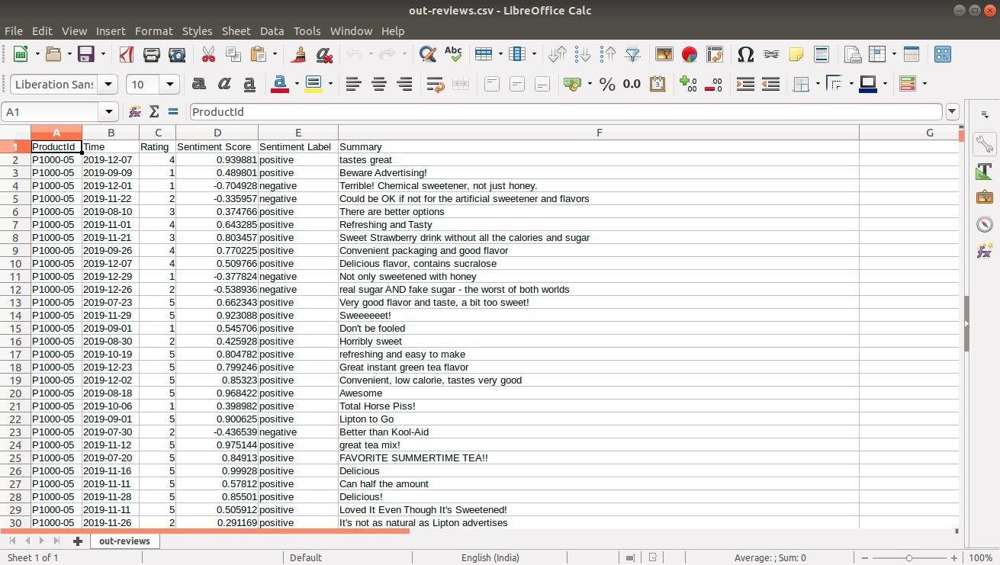 out-reviews.csv - LibreOffice Calc
File Edit View Insert Format Styles Sheet Data Tools Window Help
Abc
Liberation Sans 10 a a a a % 0.0 .00 .00
A1 fx Σ = ProductId
A B C D E F G
1 ProductId Time Rating Sentiment Score Sentiment Label Summary
2 P1000-05 2019-12-07 4 0.939881 positive tastes great
3 P1000-05 2019-09-09 1 0.489801 positive Beware Advertising!
4 P1000-05 2019-12-01 1 -0.704928 negative Terrible! Chemical sweetener, not just honey.
5 P1000-05 2019-11-22 2 -0.335957 negative Could be OK if not for the artificial sweetener and flavors
6 P1000-05 2019-08-10 3 0.374766 positive There are better options
7 P1000-05 2019-11-01 4 0.643285 positive Refreshing and Tasty
8 P1000-05 2019-11-21 3 0.803457 positive Sweet Strawberry drink without all the calories and sugar
9 P1000-05 2019-09-26 4 0.770225 positive Convenient packaging and good flavor
10 P1000-05 2019-12-07 4 0.509766 positive Delicious flavor, contains sucralose
11 P1000-05 2019-12-29 1 -0.377824 negative Not only sweetened with honey
12 P1000-05 2019-12-26 2 -0.538936 negative real sugar AND fake sugar - the worst of both worlds
13 P1000-05 2019-07-23 5 0.662343 positive Very good flavor and taste, a bit too sweet!
14 P1000-05 2019-11-29 5 0.923088 positive Sweeeeeet!
15 P1000-05 2019-09-01 1 0.545706 positive Don't be fooled
16 P1000-05 2019-08-30 2 0.425928 positive Horribly sweet
17 P1000-05 2019-10-19 5 0.804782 positive refreshing and easy to make
18 P1000-05 2019-12-23 5 0.799246 positive Great instant green tea flavor
19 P1000-05 2019-12-02 5 0.85323 positive Convenient, low calorie, tastes very good
20 P1000-05 2019-08-18 5 0.968422 positive Awesome
21 P1000-05 2019-10-06 1 0.398982 positive Total Horse Piss!
22 P1000-05 2019-09-01 5 0.900625 positive Lipton to Go
23 P1000-05 2019-07-30 2 -0.436539 negative Better than Kool-Aid
24 P1000-05 2019-11-12 5 0.975144 positive great tea mix!
25 P1000-05 2019-07-20 5 0.84913 positive FAVORITE SUMMERTIME TEA!!
26 P1000-05 2019-11-16 5 0.99928 positive Delicious
27 P1000-05 2019-11-11 5 0.57812 positive Can half the amount
28 P1000-05 2019-11-28 5 0.85501 positive Delicious!
29 P1000-05 2019-11-11 5 0.505912 positive Loved It Even Though It's Sweetened!
30 P1000-05 2019-11-26 2 0.291169 positive It's not as natural as Lipton advertises
out-reviews
Sheet 1 of 1 Default English (India) Average: ; Sum: 0 100%